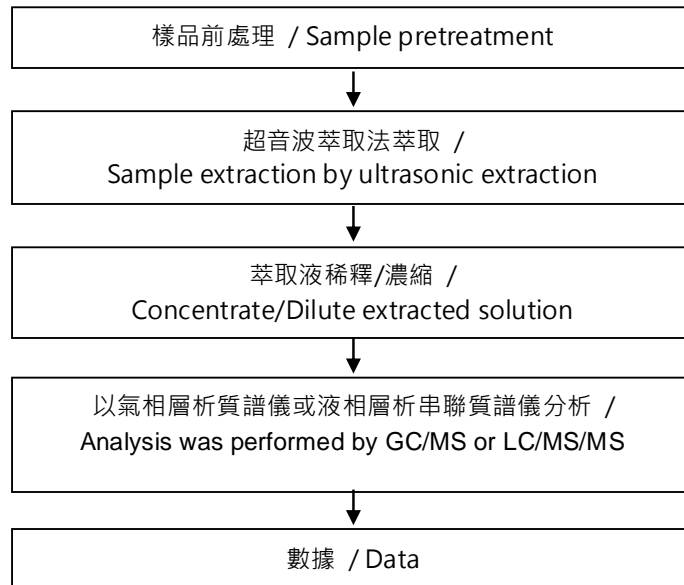 樣品前處理 / Sample pretreatment
超音波萃取法萃取 /
Sample extraction by ultrasonic extraction
萃取液稀釋/濃縮 /
Concentrate/Dilute extracted solution
以氣相層析質譜儀或液相層析串聯質譜儀分析 /
Analysis was performed by GC/MS or LC/MS/MS
數據 / Data